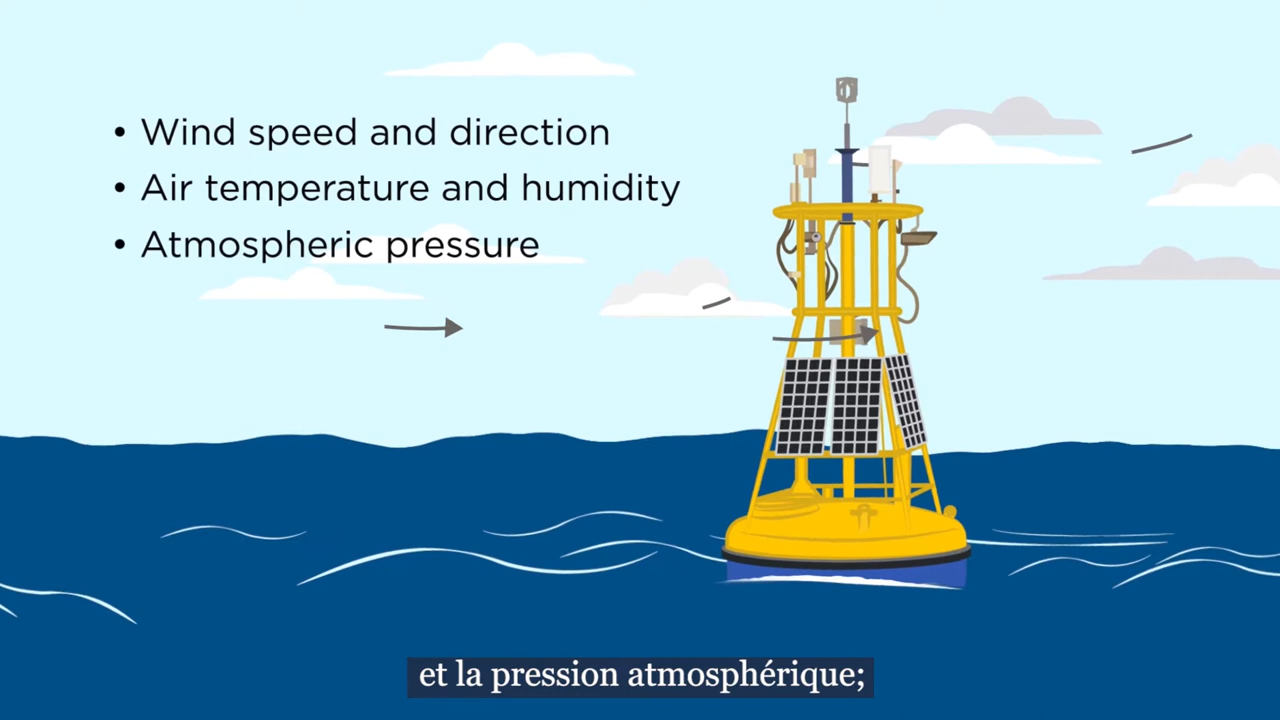 • Wind speed and direction
• Air temperature and humidity
• Atmospheric pressure
et la pression atmosphérique;